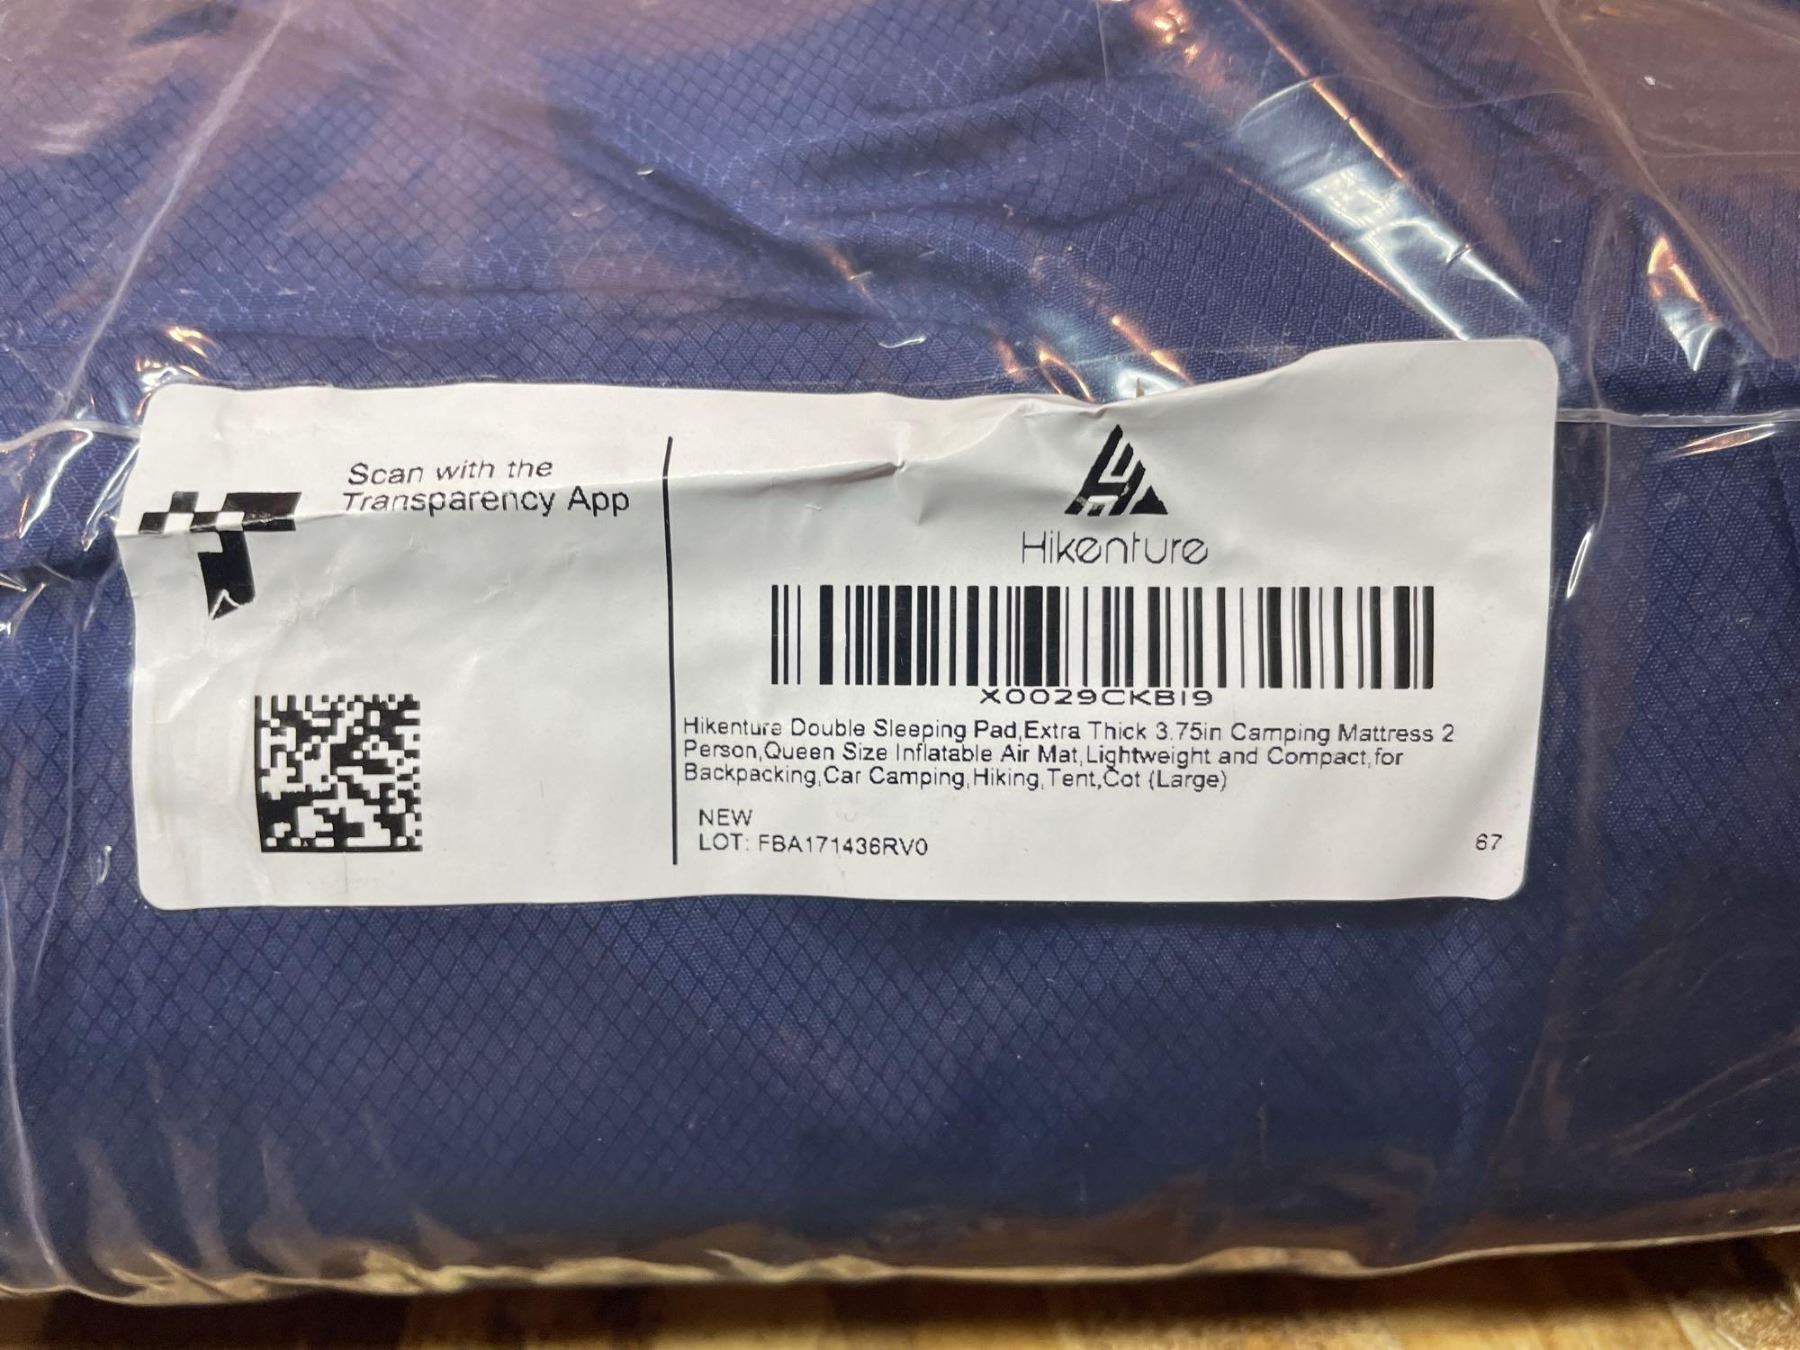 Scan with the
Transparency App
Hikenture
X0029CKBI9
Hikenture Double Sleeping Pad,Extra Thick 3.75in Camping Mattress 2
Person,Queen Size Inflatable Air Mat,Lightweight and Compact,for
Backpacking,Car Camping,Hiking,Tent,Cot (Large)
NEW
LOT: FBA171436RV0
67